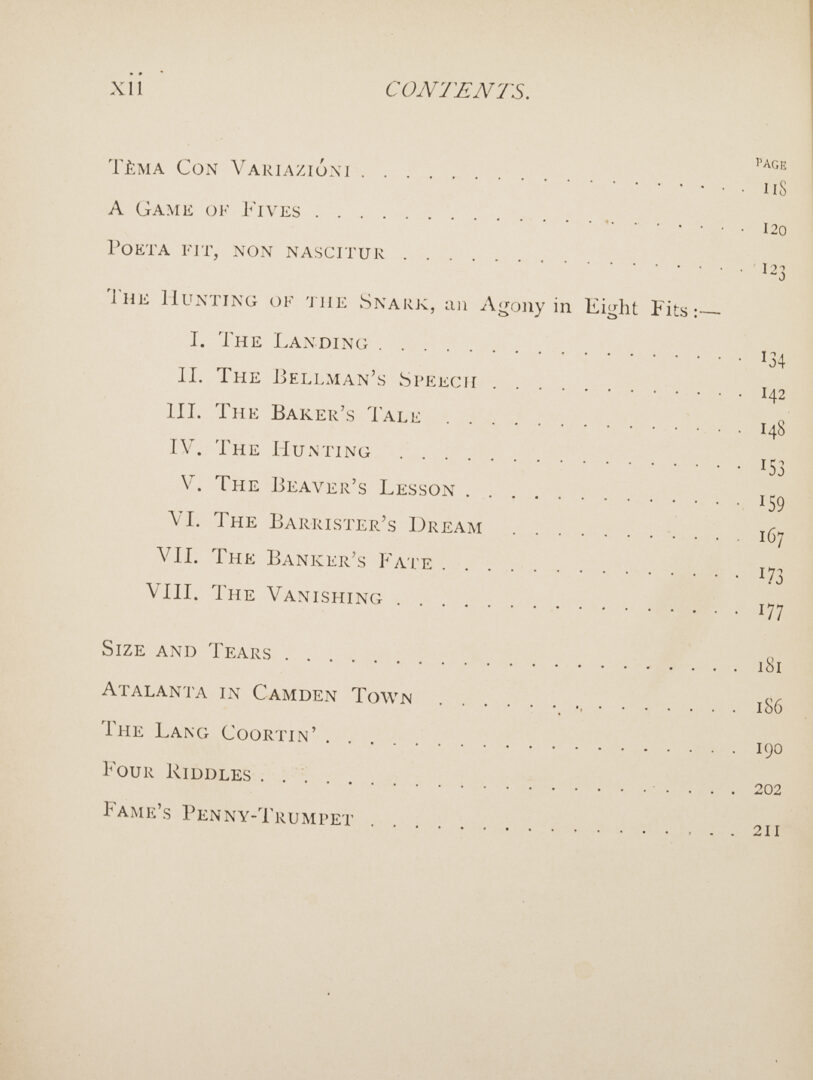 xii CONTENTS.
PAGE
TÈMA CON VARIAZIÓNI . . . . . . . . . . . . . . . . . . 118
A GAME OF FIVES . . . . . . . . . . . . . . . . . . . . 120
POETA FIT, NON NASCITUR . . . . . . . . . . . . . . . . 123
THE HUNTING OF THE SNARK, an Agony in Eight Fits:—
I. THE LANDING . . . . . . . . . . . . . . . . . 134
II. THE BELLMAN'S SPEECH . . . . . . . . . . . . 142
III. THE BAKER'S TALE . . . . . . . . . . . . . . 148
IV. THE HUNTING . . . . . . . . . . . . . . . . 153
V. THE BEAVER'S LESSON . . . . . . . . . . . . . 159
VI. THE BARRISTER'S DREAM . . . . . . . . . . . 167
VII. THE BANKER'S FATE . . . . . . . . . . . . . . 173
VIII. THE VANISHING . . . . . . . . . . . . . . . . 177
SIZE AND TEARS . . . . . . . . . . . . . . . . . . . . . 181
ATALANTA IN CAMDEN TOWN . . . . . . . . . . . . . . 186
THE LANG COORTIN' . . . . . . . . . . . . . . . . . . . 190
FOUR RIDDLES . . . . . . . . . . . . . . . . . . . . . . 202
FAME'S PENNY-TRUMPET . . . . . . . . . . . . . . . . . 211